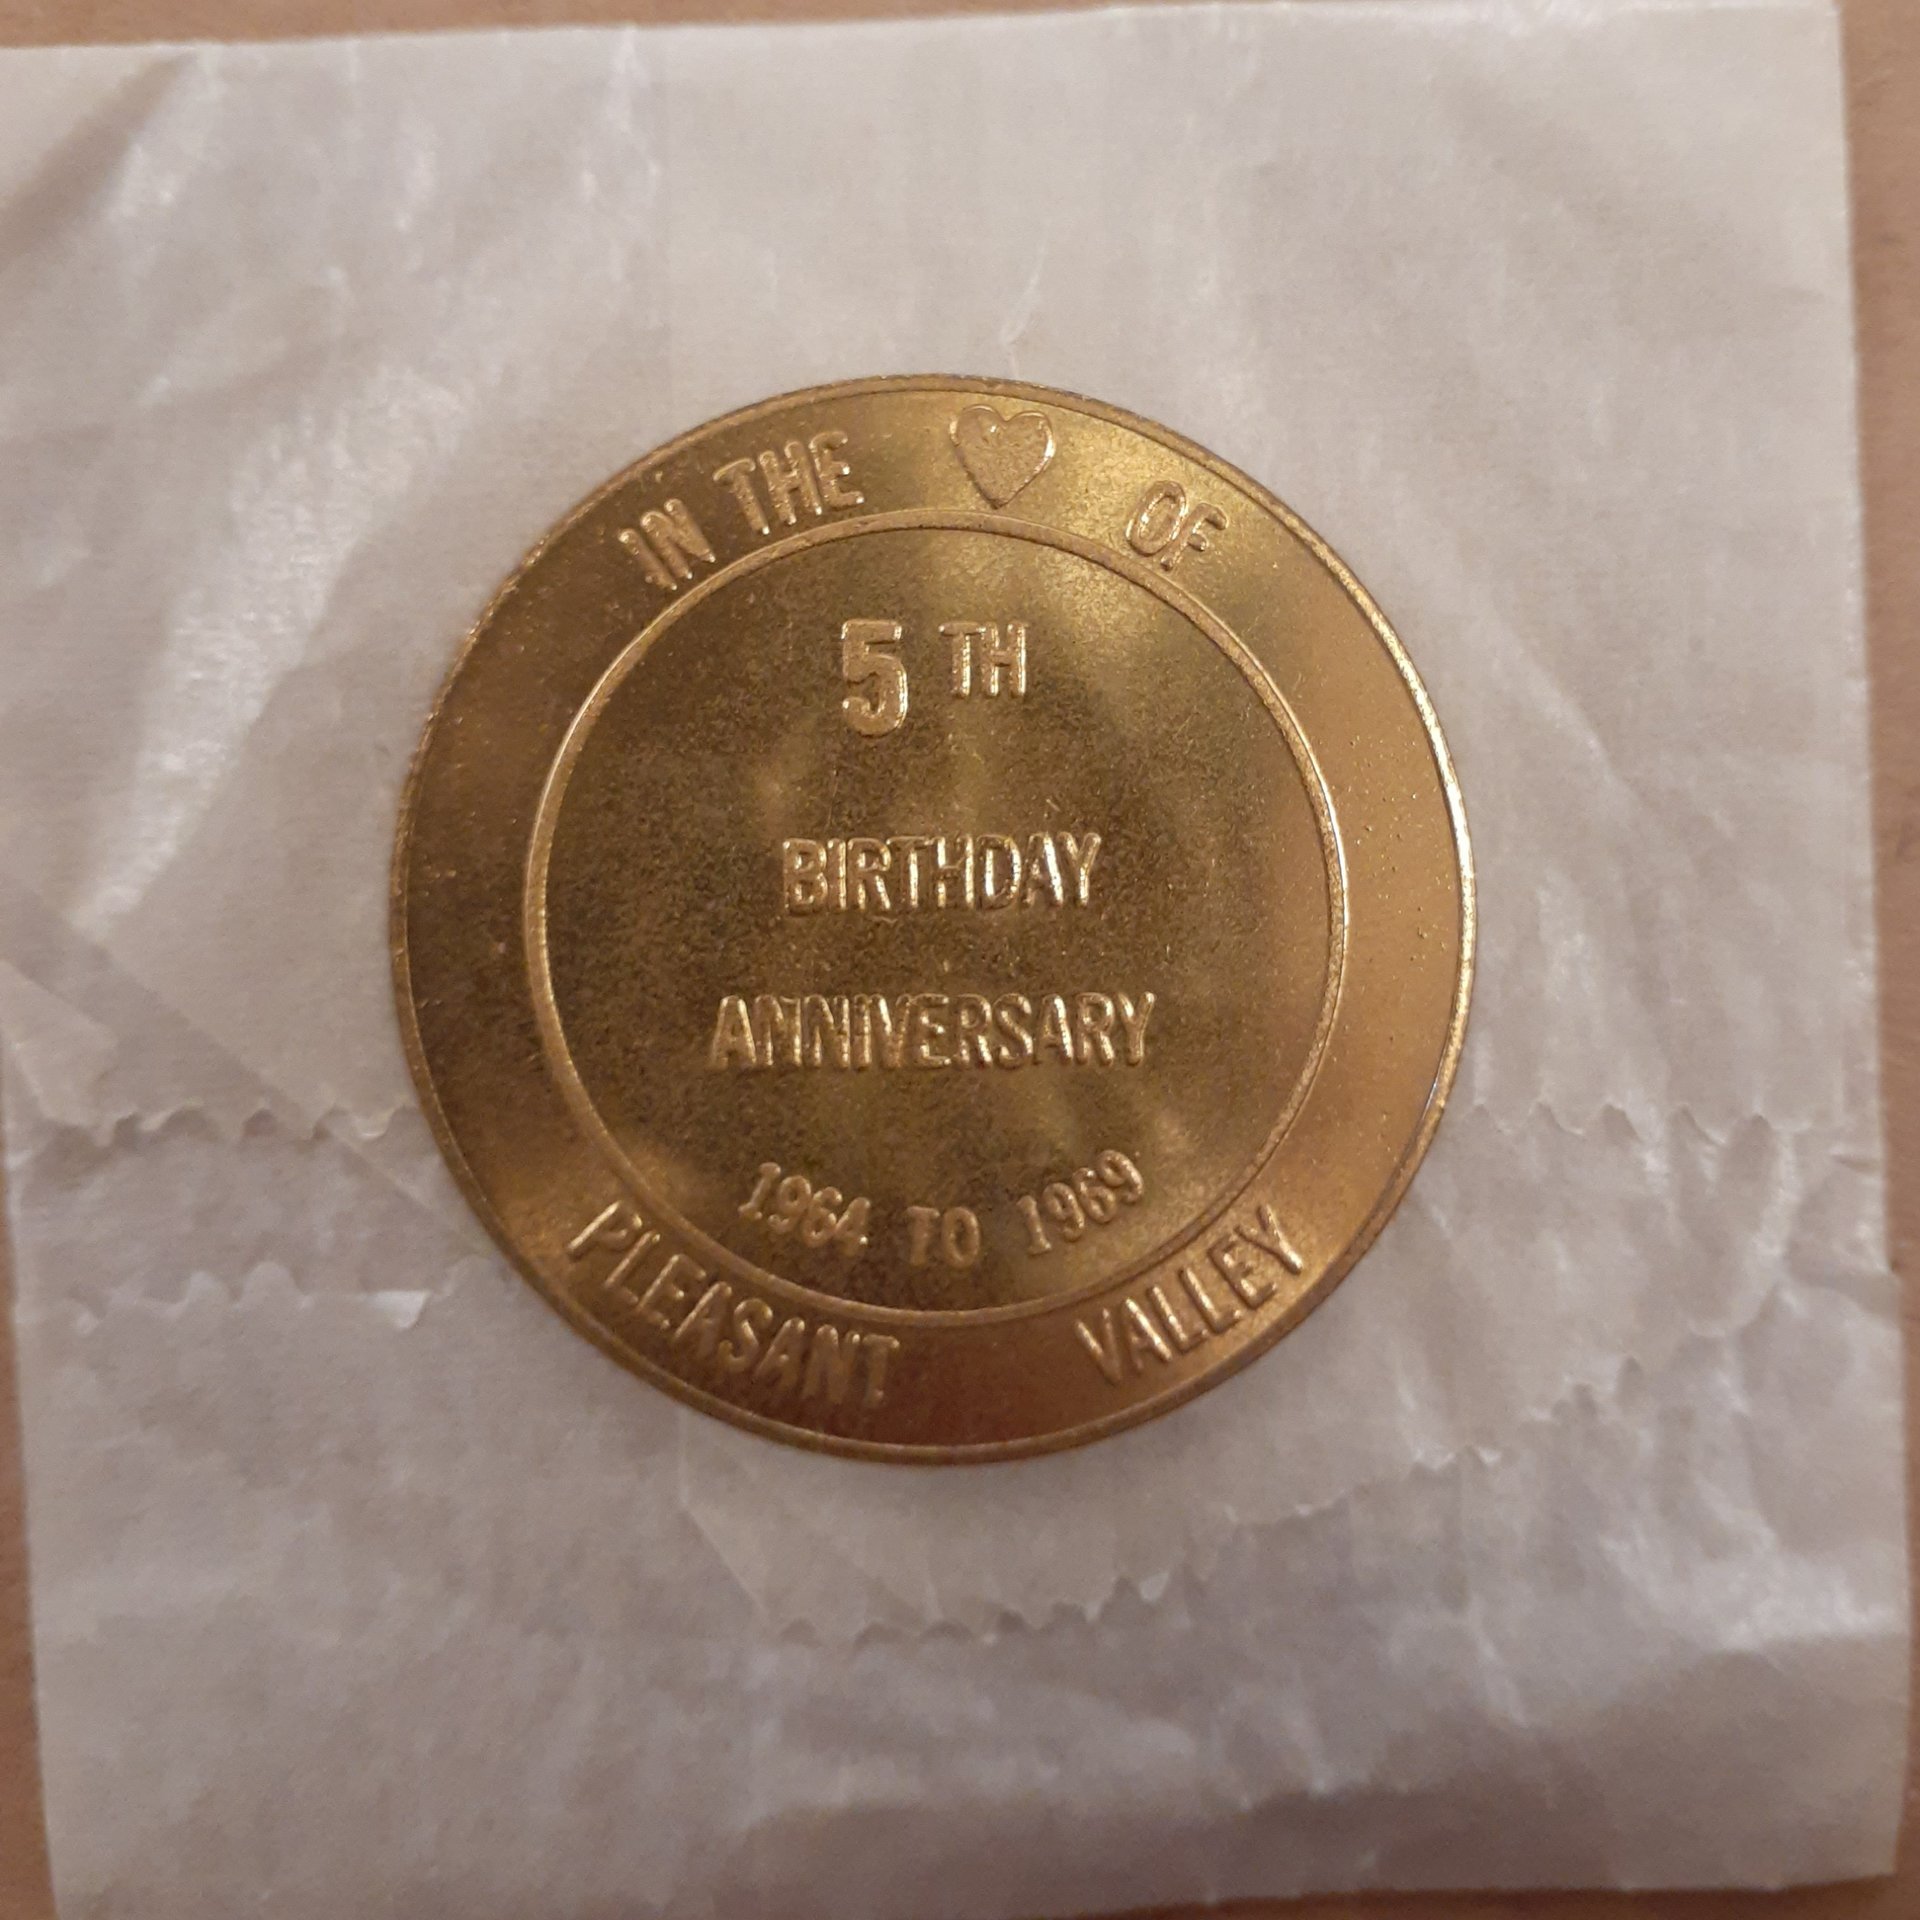 IN THE ♥ OF
5 TH
BIRTHDAY
ANNIVERSARY
1964 TO 1969
PLEASANT VALLEY